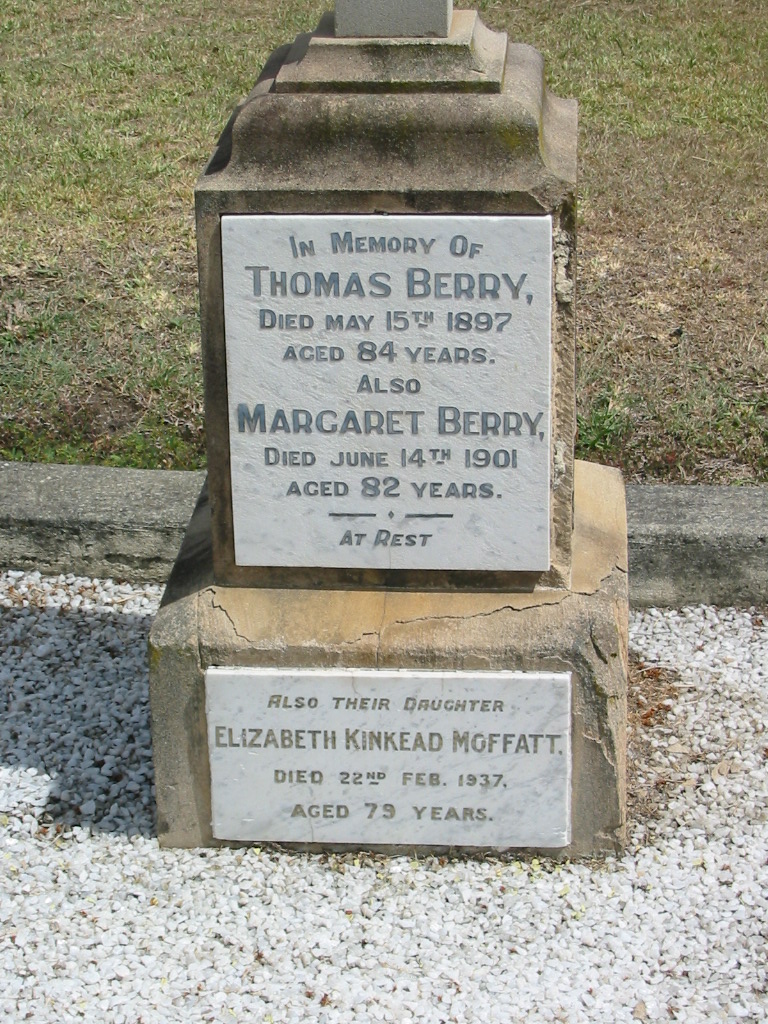 In Memory Of
Thomas Berry,
Died May 15th 1897
aged 84 years.
Also
Margaret Berry,
Died June 14th 1901
aged 82 years.
At Rest
Also their Daughter
Elizabeth Kinkead Moffatt.
Died 22nd Feb. 1937,
Aged 79 Years.